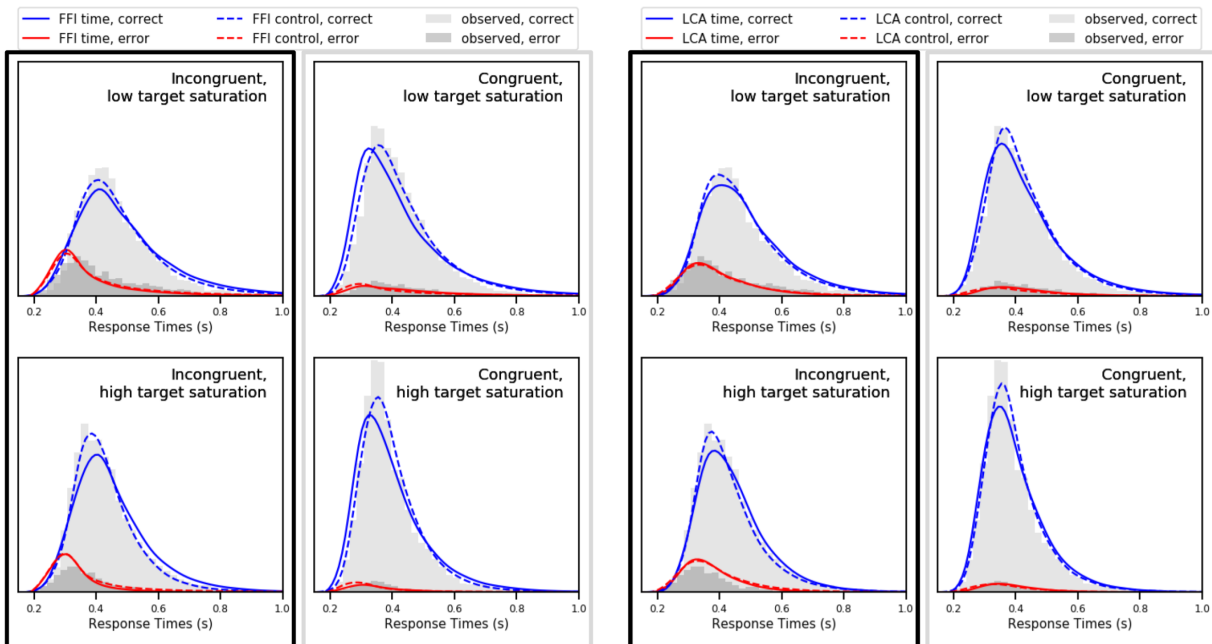 FFI time, correct FFI control, correct observed, correct
FFI time, error FFI control, error observed, error
LCA time, correct LCA control, correct observed, correct
LCA time, error LCA control, error observed, error
Incongruent,
low target saturation
0.2 0.4 0.6 0.8 1.0
Response Times (s)
Congruent,
low target saturation
0.2 0.4 0.6 0.8 1.0
Response Times (s)
Incongruent,
low target saturation
0.2 0.4 0.6 0.8 1.0
Response Times (s)
Congruent,
low target saturation
0.2 0.4 0.6 0.8 1.0
Response Times (s)
Incongruent,
high target saturation
0.2 0.4 0.6 0.8 1.0
Response Times (s)
Congruent,
high target saturation
0.2 0.4 0.6 0.8 1.0
Response Times (s)
Incongruent,
high target saturation
0.2 0.4 0.6 0.8 1.0
Response Times (s)
Congruent,
high target saturation
0.2 0.4 0.6 0.8 1.0
Response Times (s)